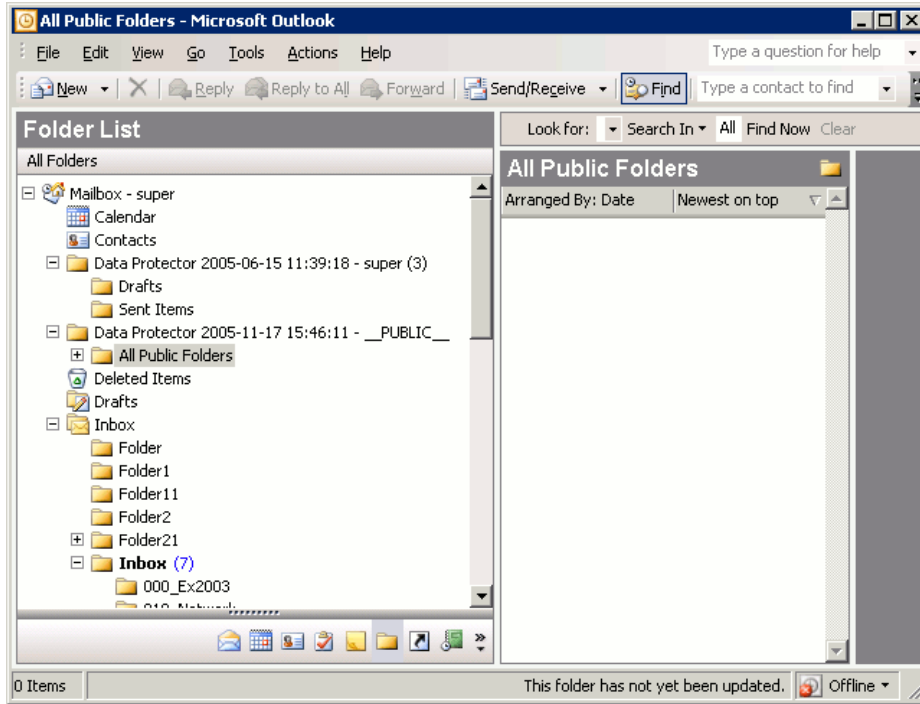 All Public Folders - Microsoft Outlook
File Edit View Go Tools Actions Help Type a question for help
New Reply Reply to All Forward Send/Receive Find Type a contact to find
Folder List
Look for: Search In All Find Now Clear
All Folders
All Public Folders
Arranged By: Date Newest on top
Mailbox - super
Calendar
Contacts
Data Protector 2005-06-15 11:39:18 - super (3)
Drafts
Sent Items
Data Protector 2005-11-17 15:46:11 - __PUBLIC__
All Public Folders
Deleted Items
Drafts
Inbox
Folder
Folder1
Folder11
Folder2
Folder21
Inbox (7)
000_Ex2003
0 Items This folder has not yet been updated. Offline